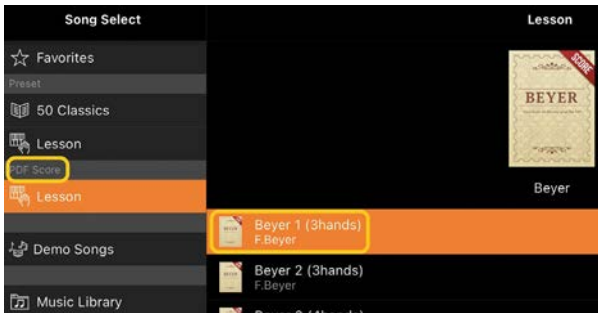 Song Select
Favorites
Preset
50 Classics
Lesson
PDF Score
Lesson
Demo Songs
Music Library
Lesson
SCORE
BEYER
Beyer
Beyer 1 (3hands)
F.Beyer
Beyer 2 (3hands)
F.Beyer